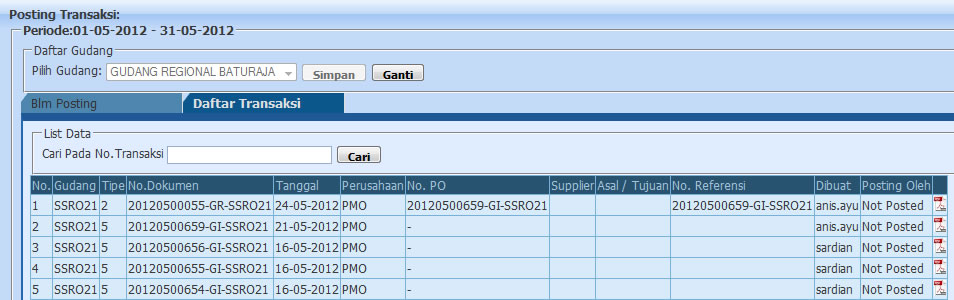 Posting Transaksi:
Periode:01-05-2012 - 31-05-2012
Daftar Gudang
Pilih Gudang: GUDANG REGIONAL BATURAJA Simpan Ganti
Blm Posting Daftar Transaksi
List Data
Cari Pada No.Transaksi Cari
No. Gudang Tipe No.Dokumen Tanggal Perusahaan No. PO Supplier Asal / Tujuan No. Referensi Dibuat Posting Oleh
1 SSRO21 2 20120500055-GR-SSRO21 24-05-2012 PMO 20120500659-GI-SSRO21 20120500659-GI-SSRO21 anis.ayu Not Posted
2 SSRO21 5 20120500659-GI-SSRO21 21-05-2012 PMO - anis.ayu Not Posted
3 SSRO21 5 20120500656-GI-SSRO21 16-05-2012 PMO - sardian Not Posted
4 SSRO21 5 20120500655-GI-SSRO21 16-05-2012 PMO - sardian Not Posted
5 SSRO21 5 20120500654-GI-SSRO21 16-05-2012 PMO - sardian Not Posted